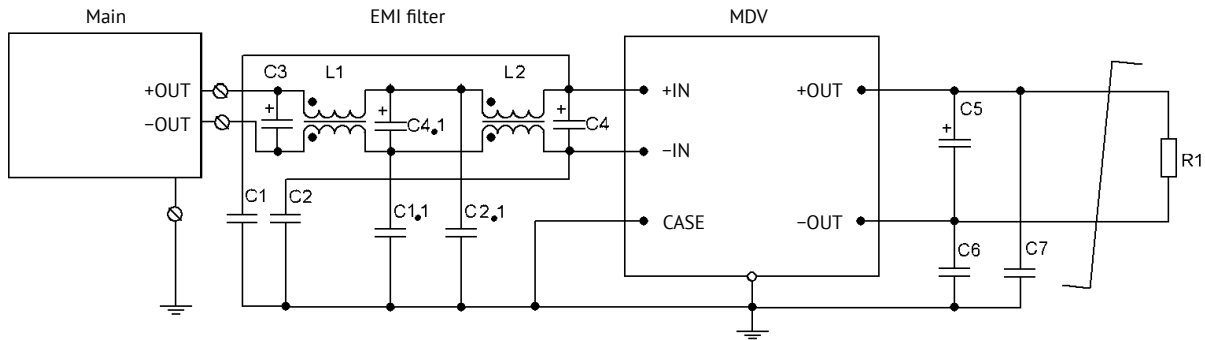 Main
EMI filter
MDV
C3
L1
L2
+OUT
+
+
+
+IN
+OUT
C5
−OUT
C4.1
C4
+
−IN
R1
C1
C2
C1.1
C2.1
CASE
−OUT
C6
C7